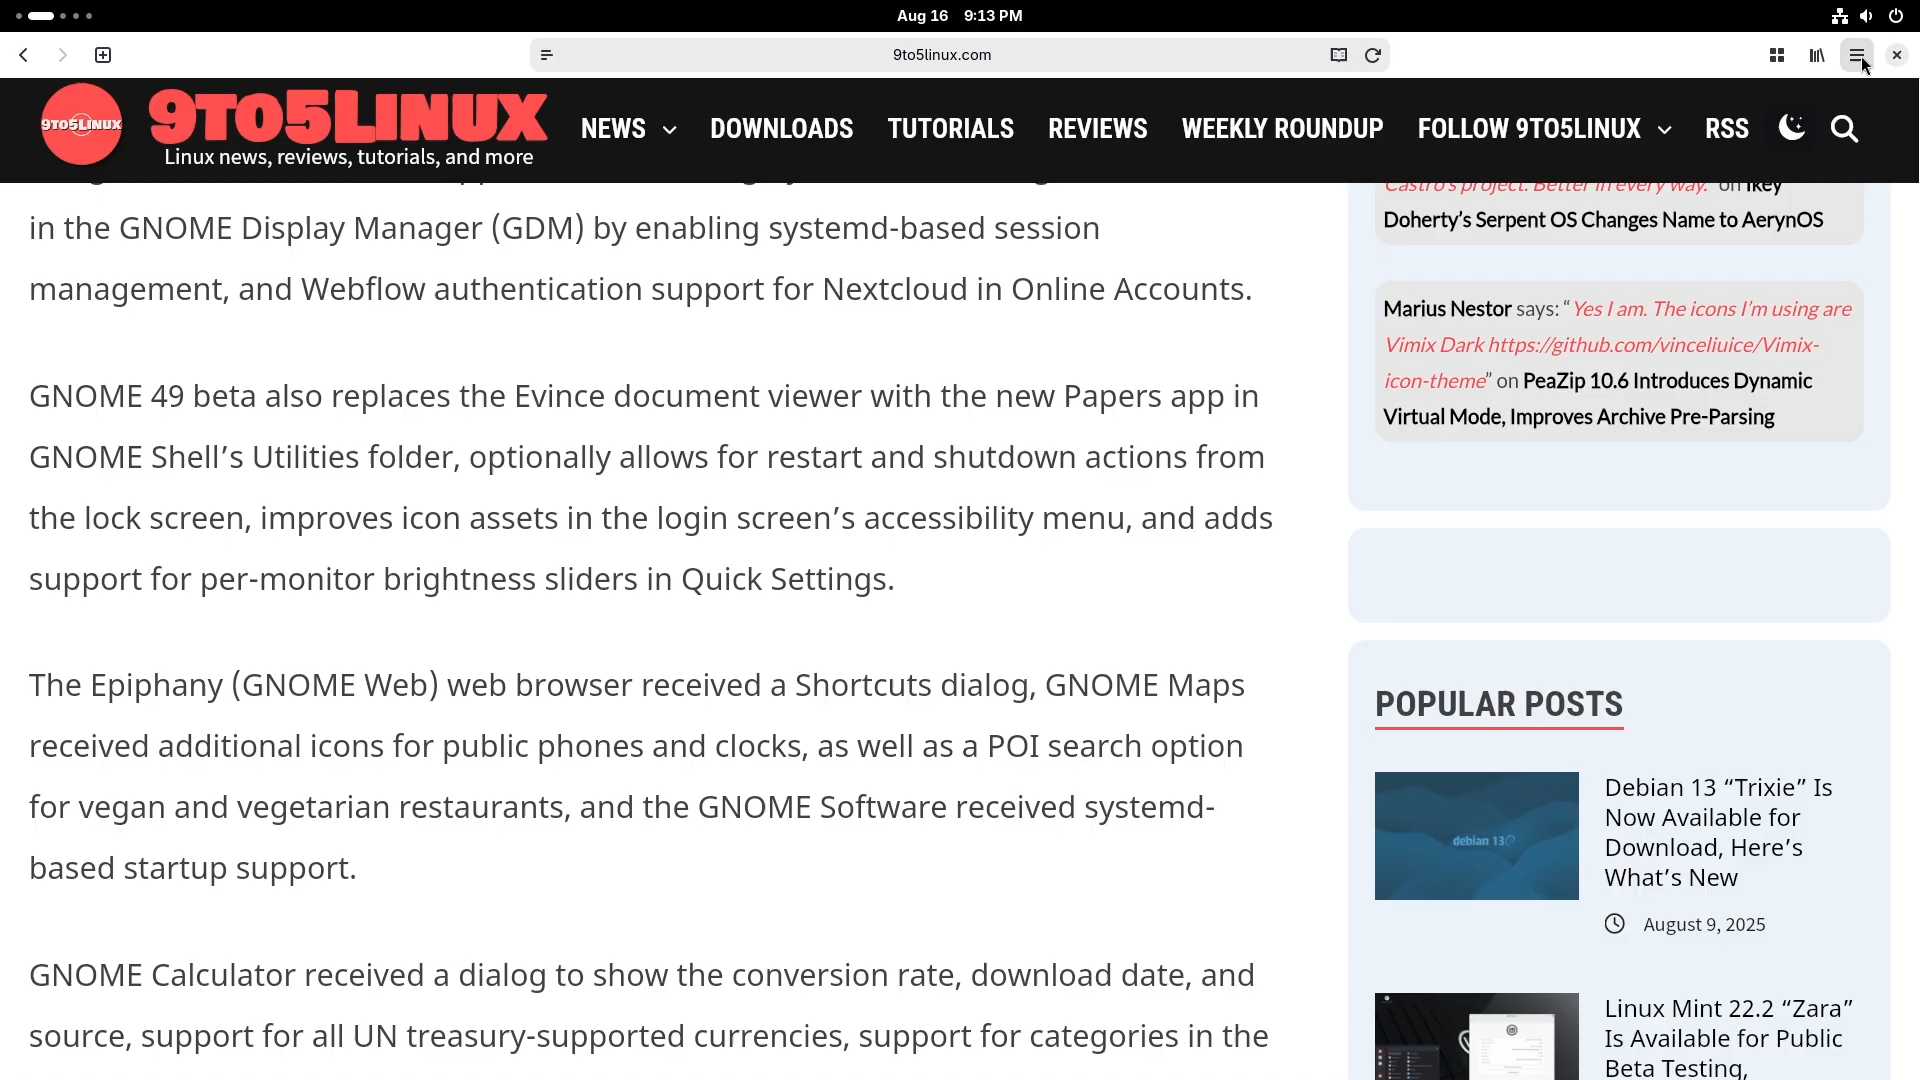 Aug 16 9:13 PM
9to5linux.com
9TO5LINUX
9TO5LINUX
Linux news, reviews, tutorials, and more
NEWS
DOWNLOADS
TUTORIALS
REVIEWS
WEEKLY ROUNDUP
FOLLOW 9TO5LINUX
RSS
in the GNOME Display Manager (GDM) by enabling systemd-based session
management, and Webflow authentication support for Nextcloud in Online Accounts.
GNOME 49 beta also replaces the Evince document viewer with the new Papers app in
GNOME Shell’s Utilities folder, optionally allows for restart and shutdown actions from
the lock screen, improves icon assets in the login screen’s accessibility menu, and adds
support for per-monitor brightness sliders in Quick Settings.
The Epiphany (GNOME Web) web browser received a Shortcuts dialog, GNOME Maps
received additional icons for public phones and clocks, as well as a POI search option
for vegan and vegetarian restaurants, and the GNOME Software received systemd-
based startup support.
GNOME Calculator received a dialog to show the conversion rate, download date, and
source, support for all UN treasury-supported currencies, support for categories in the
Castro's project. Better in every way.” on Ikey
Doherty’s Serpent OS Changes Name to AerynOS
Marius Nestor says: “Yes I am. The icons I’m using are
Vimix Dark https://github.com/vinceliuice/Vimix-
icon-theme” on PeaZip 10.6 Introduces Dynamic
Virtual Mode, Improves Archive Pre-Parsing
POPULAR POSTS
debian 13
Debian 13 “Trixie” Is
Now Available for
Download, Here’s
What’s New
August 9, 2025
Linux Mint 22.2 “Zara”
Is Available for Public
Beta Testing,